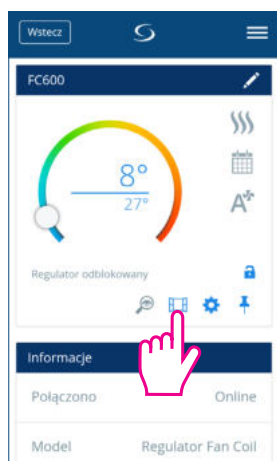 Wstecz
FC600
8°
27°
A
Regulator odblokowany
Informacje
Połączono Online
Model Regulator Fan Coil